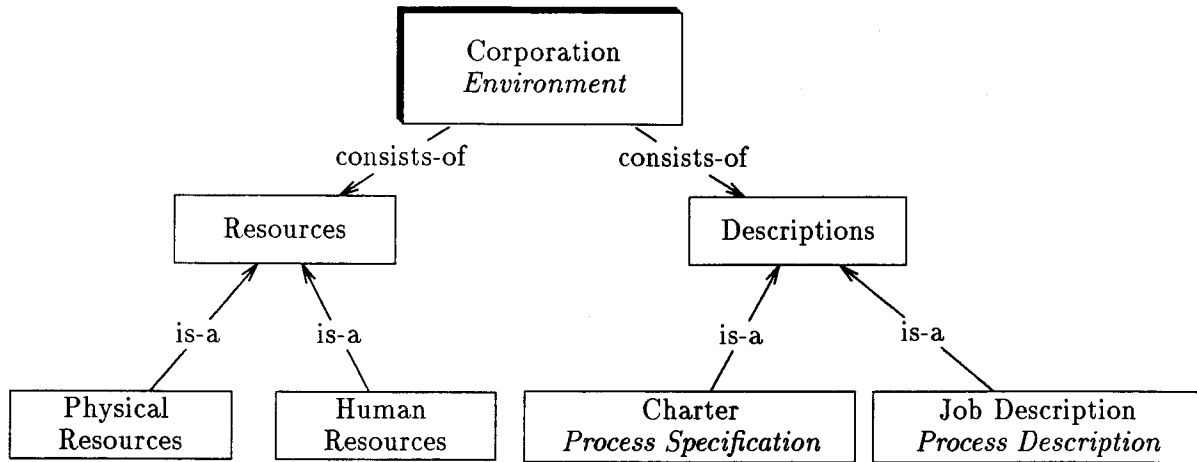 Corporation
Environment
consists-of
consists-of
Resources
Descriptions
is-a
is-a
is-a
is-a
Physical
Resources
Human
Resources
Charter
Process Specification
Job Description
Process Description